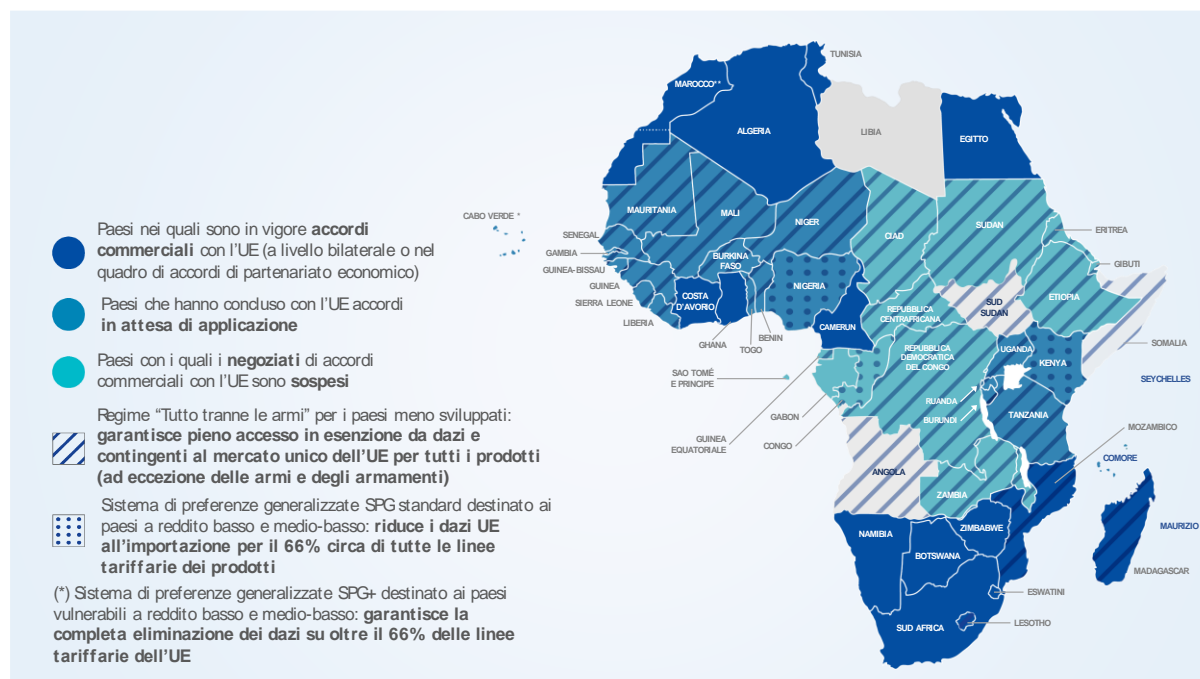 Paesi nei quali sono in vigore accordi
commerciali con l'UE (a livello bilaterale o nel
quadro di accordi di partenariato economico)
Paesi che hanno concluso con l'UE accordi
in attesa di applicazione
Paesi con i quali i negoziati di accordi
commerciali con l'UE sono sospesi
Regime “Tutto tranne le armi” per i paesi meno sviluppati:
garantisce pieno accesso in esenzione da dazi e
contingenti al mercato unico dell'UE per tutti i prodotti
(ad eccezione delle armi e degli armamenti)
Sistema di preferenze generalizzate SPG standard destinato ai
paesi a reddito basso e medio-basso: riduce i dazi UE
all'importazione per il 66% circa di tutte le linee
tariffarie dei prodotti
(*) Sistema di preferenze generalizzate SPG+ destinato ai paesi
vulnerabili a reddito basso e medio-basso: garantisce la
completa eliminazione dei dazi su oltre il 66% delle linee
tariffarie dell'UE
TUNISIA
MAROCCO**
ALGERIA
LIBIA
EGITTO
CABO VERDE *
MAURITANIA
MALI
NIGER
CIAD
SUDAN
ERITREA
SENEGAL
GAMBIA
GUINEA-BISSAU
GUINEA
SIERRA LEONE
LIBERIA
BURKINA
FASO
COSTA
D'AVORIO
GHANA
TOGO
BENIN
NIGERIA
CAMERUN
REPUBBLICA
CENTRAFRICANA
SUD
SUDAN
ETIOPIA
GIBUTI
SOMALIA
SAO TOMÈ
E PRINCIPE
GUINEA
EQUATORIALE
GABON
CONGO
REPUBBLICA
DEMOCRATICA
DEL CONGO
UGANDA
KENYA
RUANDA
BURUNDI
TANZANIA
SEYCHELLES
MOZAMBICO
COMORE
ANGOLA
ZAMBIA
MAURIZIO
MADAGASCAR
NAMIBIA
ZIMBABWE
BOTSWANA
ESWATINI
LESOTHO
SUD AFRICA